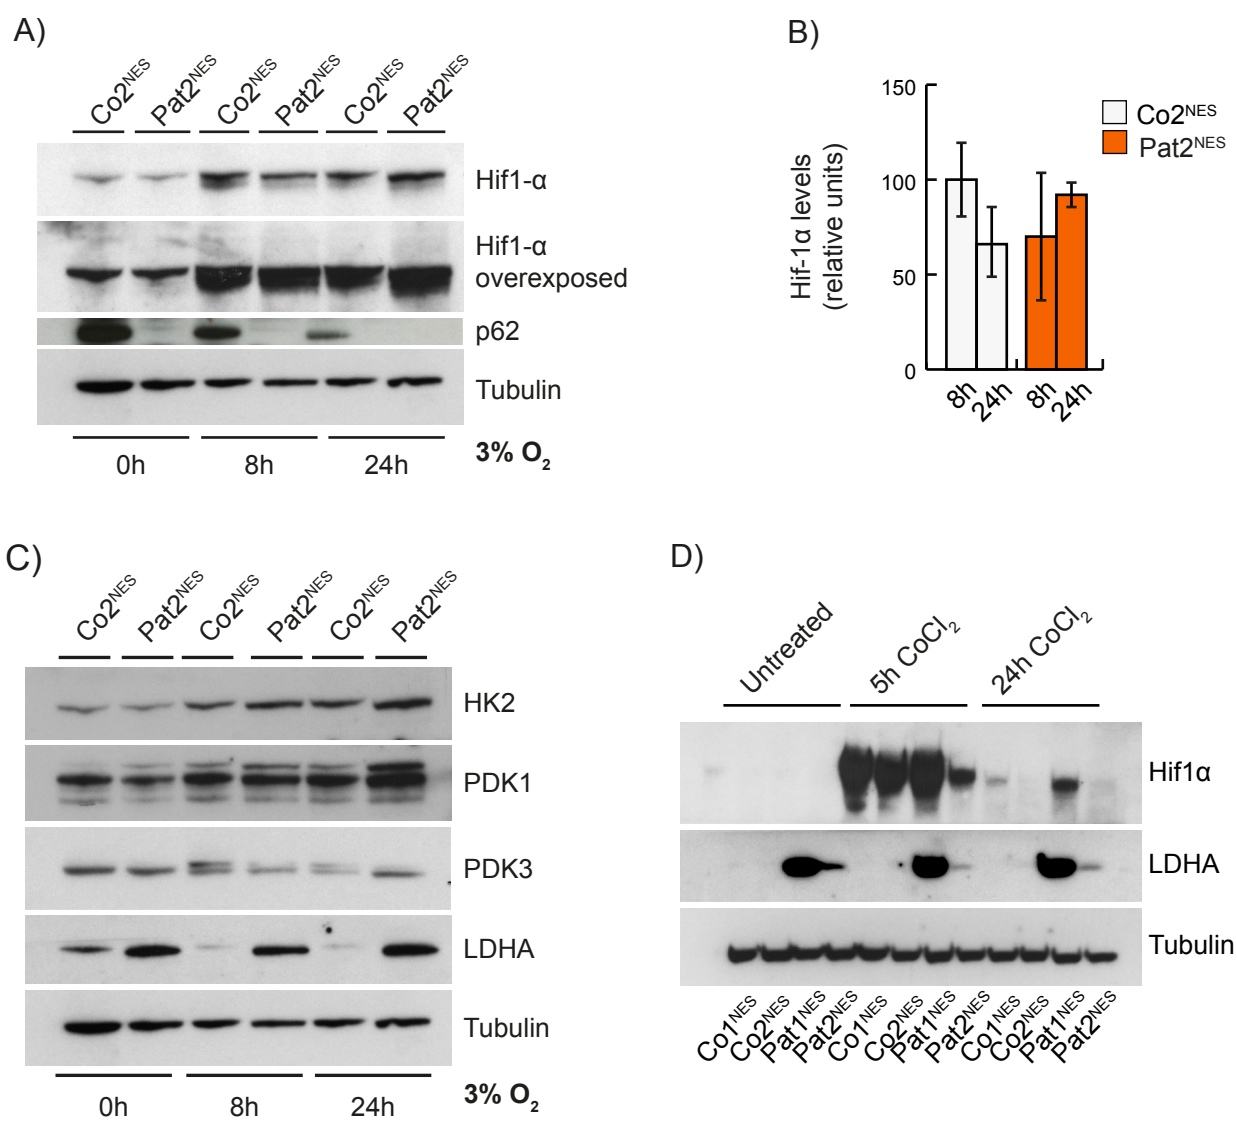 A)
Co2NES Pat2NES Co2NES Pat2NES Co2NES Pat2NES
Hif1-α
Hif1-α
overexposed
p62
Tubulin
0h 8h 24h 3% O2
B)
Hif-1α levels
(relative units)
150
100
50
0
8h 24h 8h 24h
Co2NES
Pat2NES
C)
Co2NES Pat2NES Co2NES Pat2NES Co2NES Pat2NES
HK2
PDK1
PDK3
LDHA
Tubulin
0h 8h 24h 3% O2
D)
Untreated 5h CoCl2 24h CoCl2
Hif1α
LDHA
Tubulin
Co1NES Co2NES Pat1NES Pat2NES Co1NES Co2NES Pat1NES Pat2NES Co1NES Co2NES Pat1NES Pat2NES